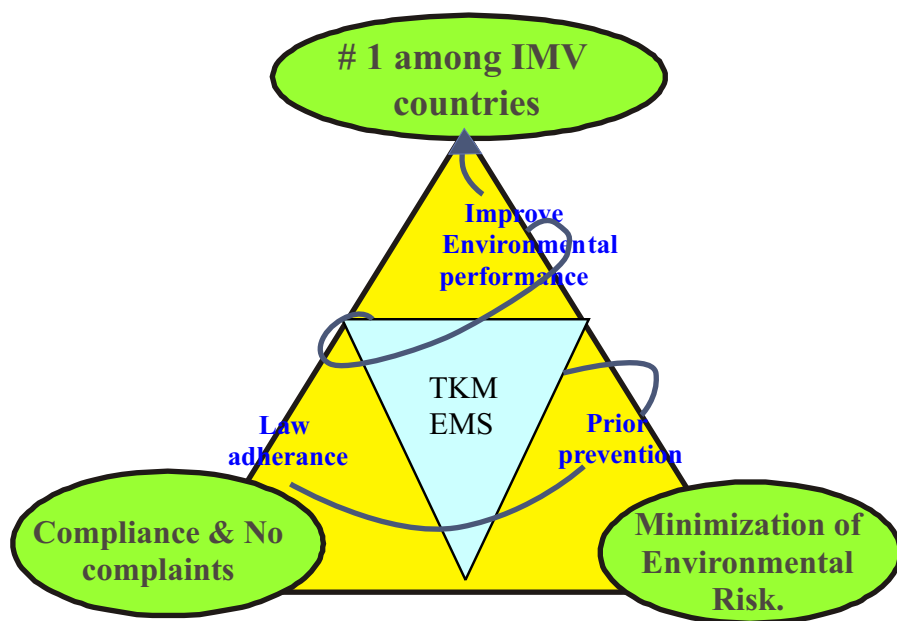 # 1 among IMV
countries
Improve
Environmental
performance
TKM
EMS
Law
adherance
Prior
prevention
Compliance & No
complaints
Minimization of
Environmental
Risk.